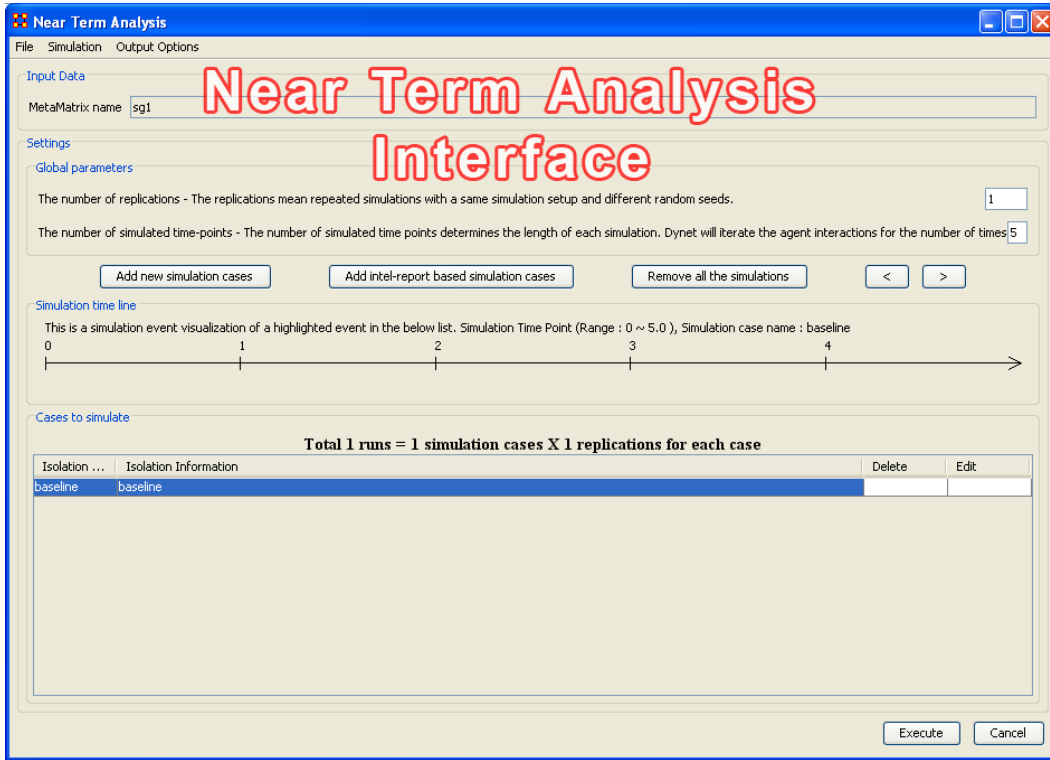 Near Term Analysis
File Simulation Output Options
Input Data
Near Term Analysis
MetaMatrix name sg1
Interface
Settings
Global parameters
The number of replications - The replications mean repeated simulations with a same simulation setup and different random seeds. 1
The number of simulated time-points - The number of simulated time points determines the length of each simulation. Dynet will iterate the agent interactions for the number of times 5
Add new simulation cases Add intel-report based simulation cases Remove all the simulations < >
Simulation time line
This is a simulation event visualization of a highlighted event in the below list. Simulation Time Point (Range : 0 ~ 5.0 ), Simulation case name : baseline
0 1 2 3 4
Cases to simulate
Total 1 runs = 1 simulation cases X 1 replications for each case
Isolation ... Isolation Information Delete Edit
baseline baseline
Execute Cancel